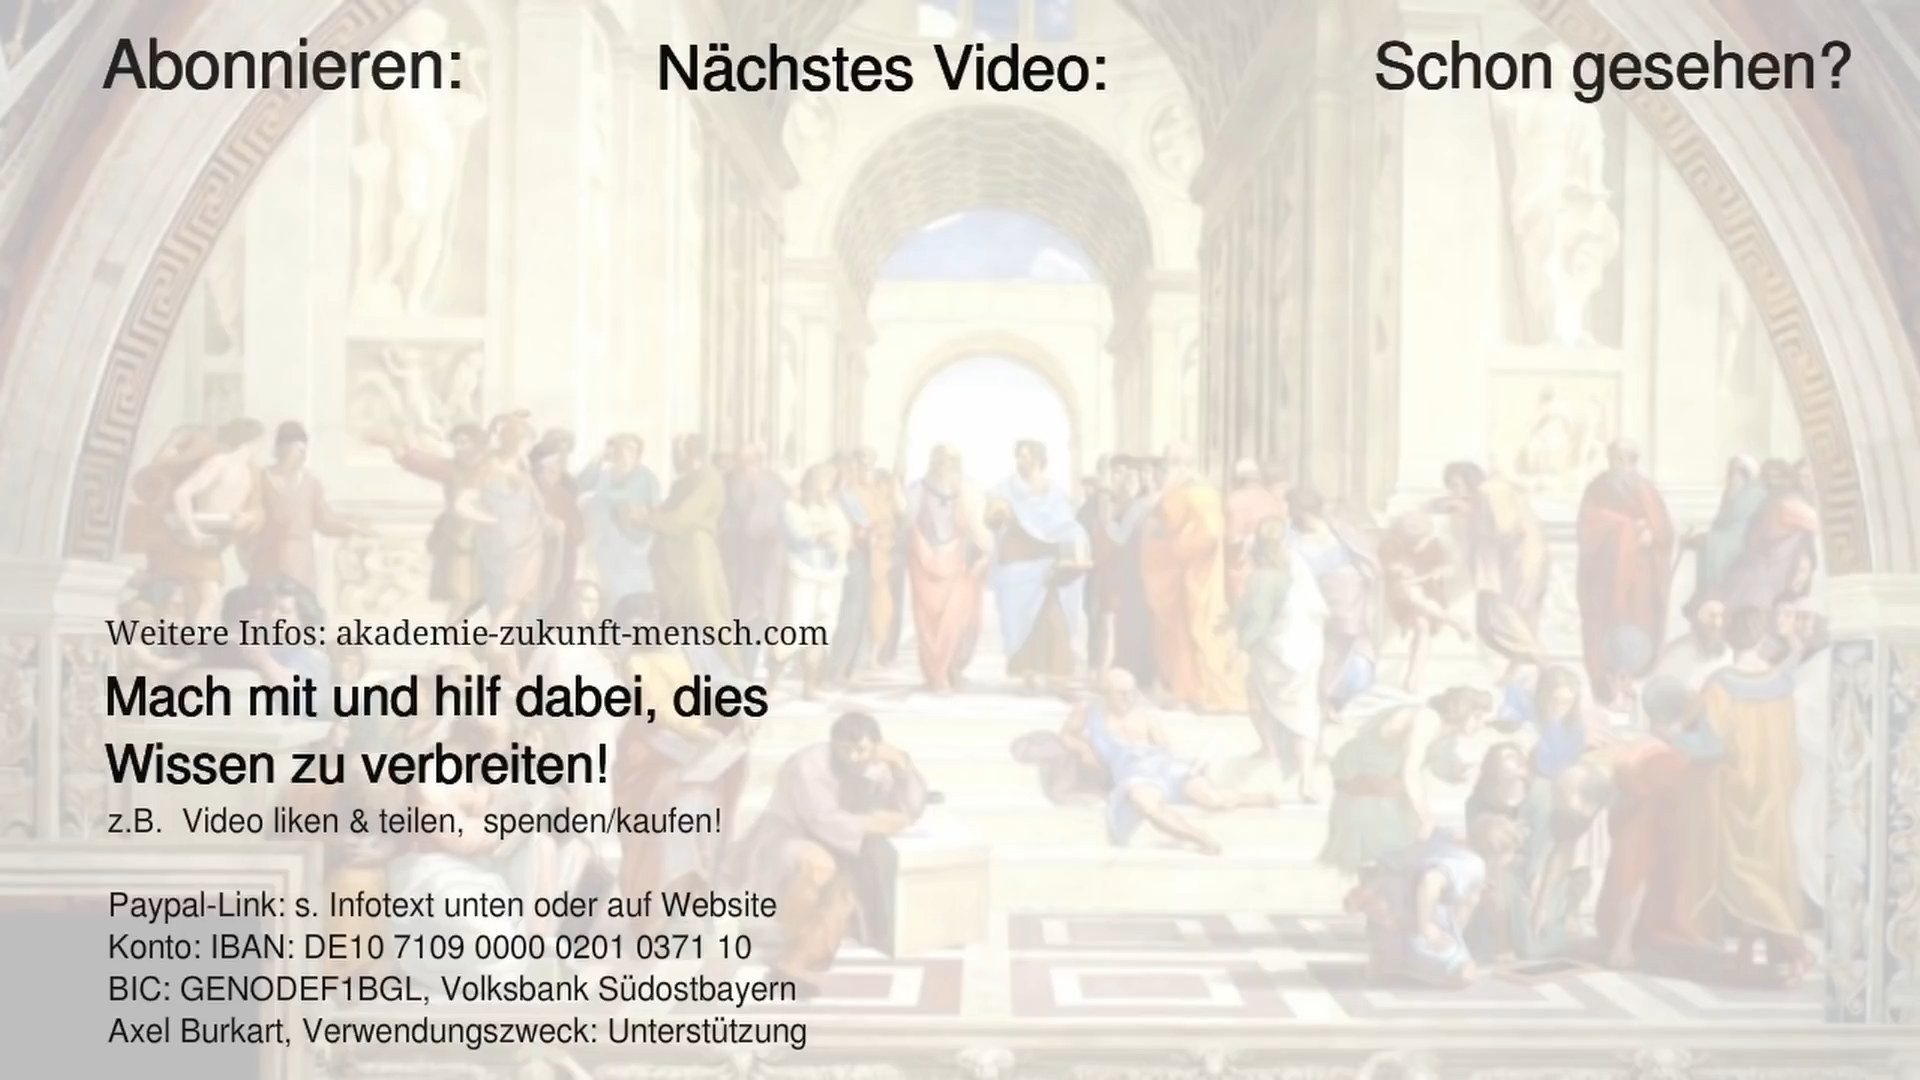 Abonnieren:
Nächstes Video:
Schon gesehen?
Weitere Infos: akademie-zukunft-mensch.com
Mach mit und hilf dabei, dies
Wissen zu verbreiten!
z.B.  Video liken & teilen,  spenden/kaufen!
Paypal-Link: s. Infotext unten oder auf Website
Konto: IBAN: DE10 7109 0000 0201 0371 10
BIC: GENODEF1BGL, Volksbank Südostbayern
Axel Burkart, Verwendungszweck: Unterstützung